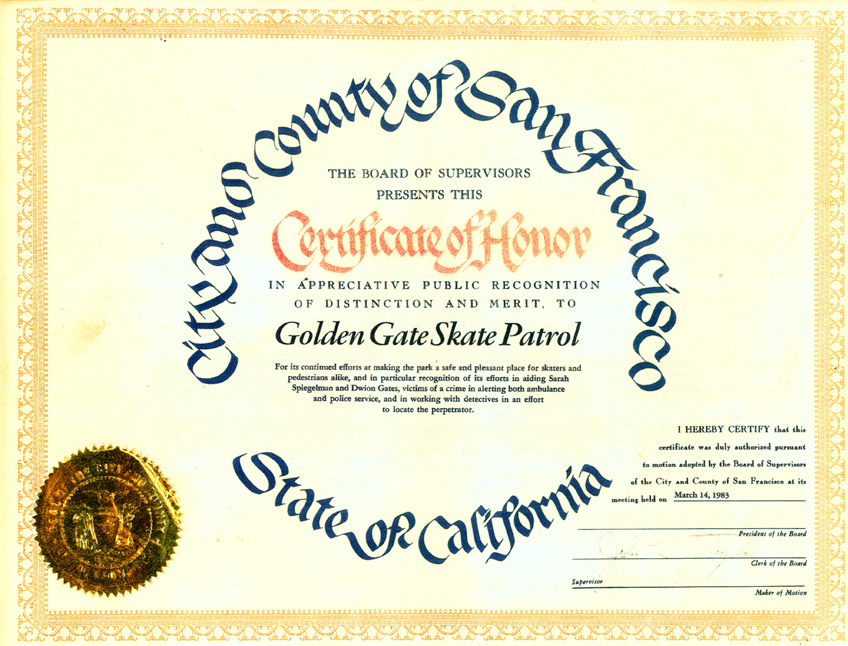 City and County of San Francisco
THE BOARD OF SUPERVISORS
PRESENTS THIS
Certificate of Honor
IN APPRECIATIVE PUBLIC RECOGNITION
OF DISTINCTION AND MERIT, TO
Golden Gate Skate Patrol
For its continued efforts at making the park a safe and pleasant place for skaters and
pedestrians alike, and in particular recognition of its efforts in aiding Sarah
Spiegelman and Dwion Gates, victims of a crime in alerting both ambulance
and police service, and in working with detectives in an effort
to locate the perpetrator.
State of California
I HEREBY CERTIFY that this
certificate was duly authorized pursuant
to motion adopted by the Board of Supervisors
of the City and County of San Francisco at its
meeting held on March 14, 1983
President of the Board
Clerk of the Board
Supervisor
Maker of Motion